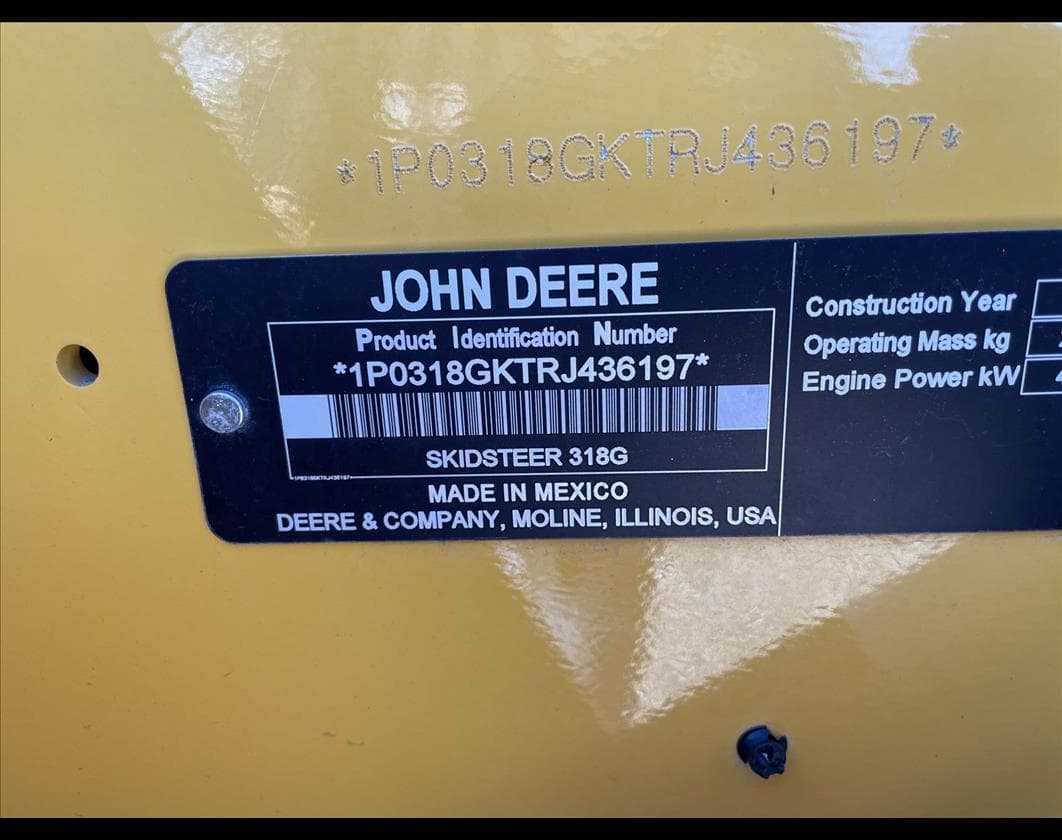 *1P0318GKTRJ436197*
JOHN DEERE
Product Identification Number
*1P0318GKTRJ436197*
SKIDSTEER 318G
MADE IN MEXICO
DEERE & COMPANY, MOLINE, ILLINOIS, USA
Construction Year
Operating Mass kg
Engine Power kW